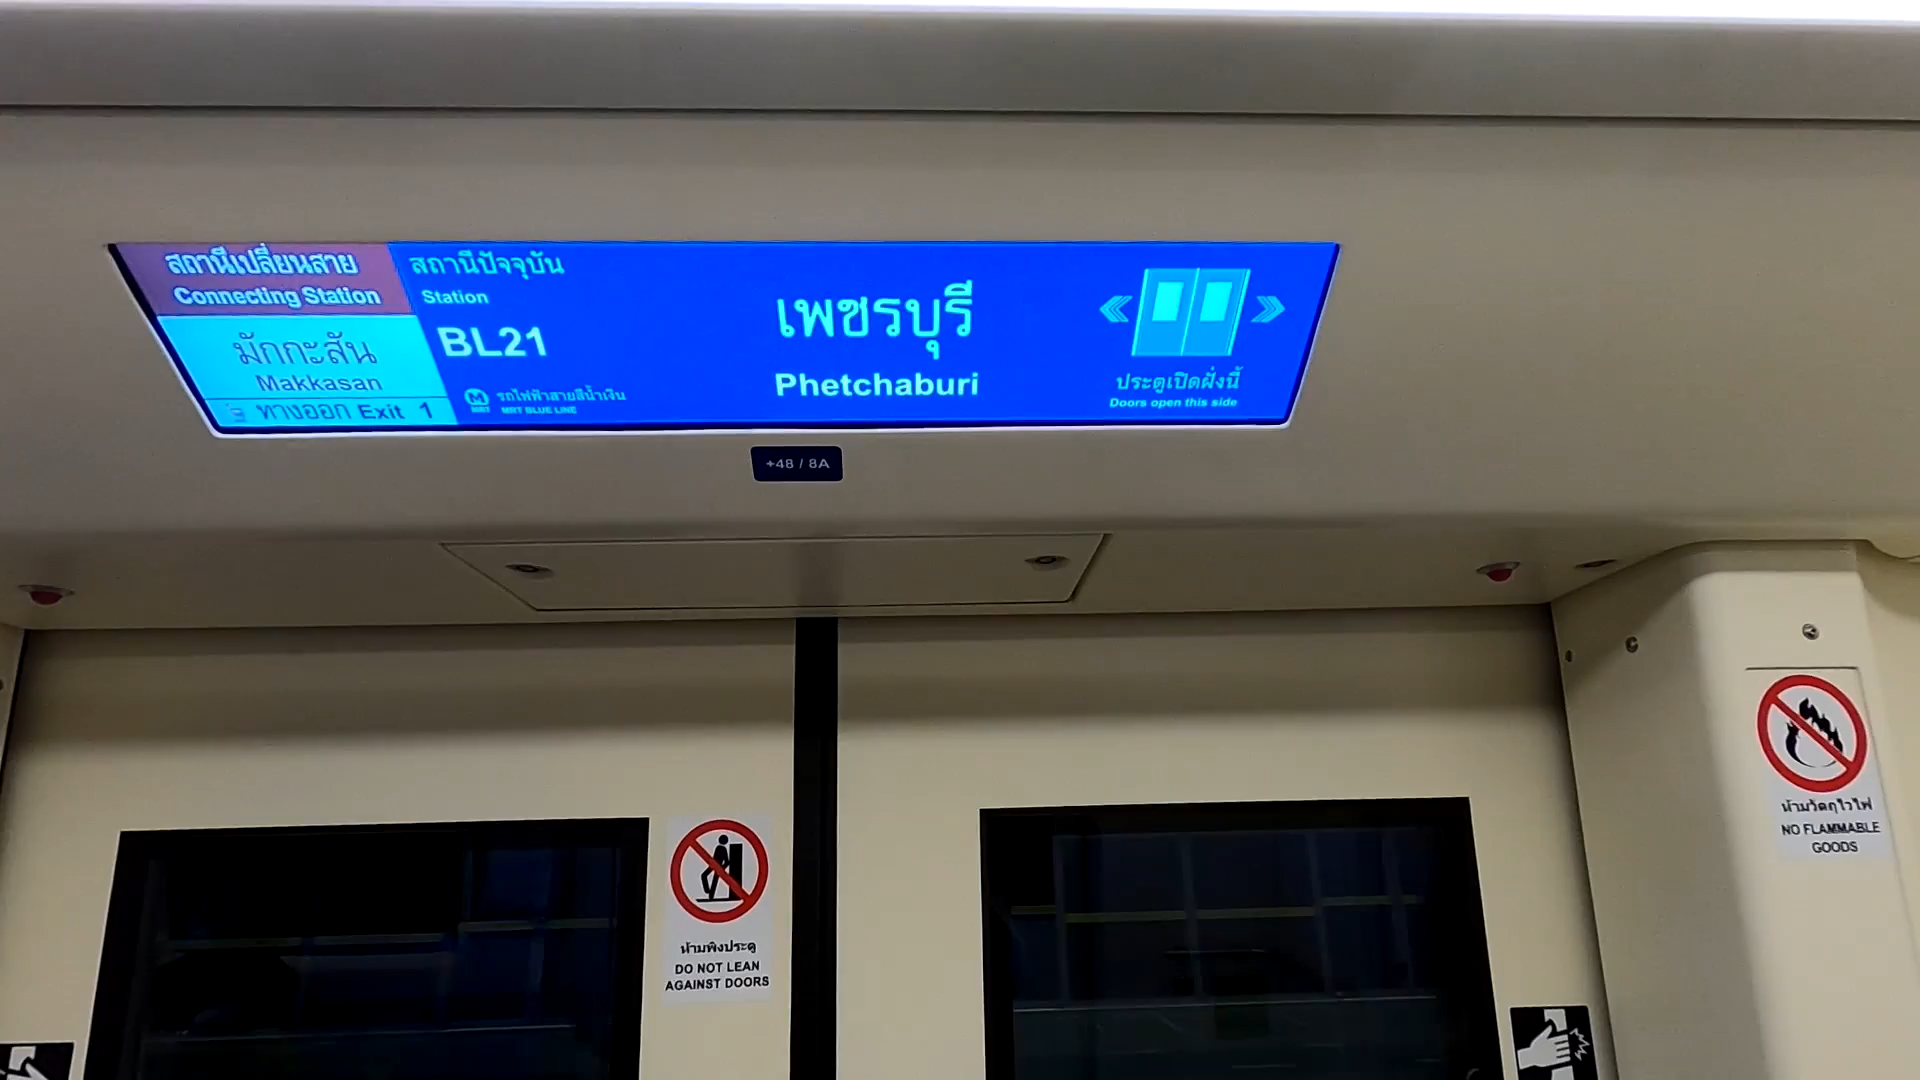 สถานีเปลี่ยนสาย
Connecting Station
มักกะสัน
Makkasan
ทางออก Exit 1
สถานีปัจจุบัน
Station
BL21
M
MRT
รถไฟฟ้าสายสีน้ำเงิน
MRT BLUE LINE
เพชรบุรี
Phetchaburi
ประตูเปิดฝั่งนี้
Doors open this side
+48 / 8A
ห้ามพิงประตู
DO NOT LEAN
AGAINST DOORS
ห้ามวัตถุไวไฟ
NO FLAMMABLE
GOODS